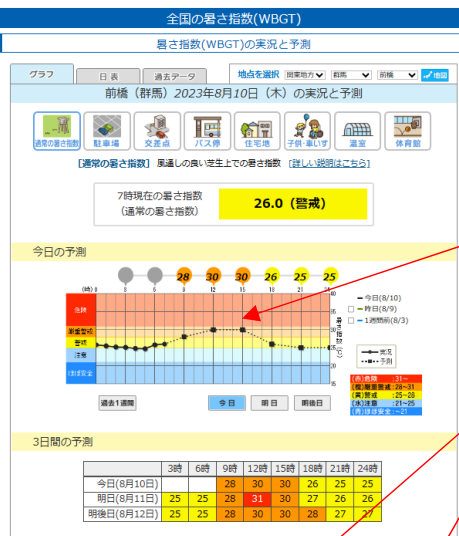 全国の暑さ指数(WBGT)
暑さ指数(WBGT)の実況と予測
グラフ 日表 過去データ 地点を選択 関東地方 群馬 前橋 地図
前橋（群馬）2023年8月10日（木）の実況と予測
通常の暑さ指数 駐車場 交差点 バス停 住宅地 子供・車いす 温室 体育館
[通常の暑さ指数] 風通しの良い芝生上での暑さ指数 [詳しい説明はこちら]
7時現在の暑さ指数
（通常の暑さ指数）
26.0（警戒）
今日の予測
28 30 30 26 25 25
(時) 0 3 6 9 12 15 18 21 24
危険
厳重警戒
警戒
注意
ほぼ安全
40
35
30
25
20
15
暑さ指数(℃)
今日(8/10)
昨日(8/9)
1週間前(8/3)
実況
予測
(赤)危険 :31~
(橙)厳重警戒:28~31
(黄)警戒 :25~28
(水)注意 :21~25
(青)ほぼ安全:~21
過去1週間 今日 明日 明後日
3日間の予測
3時 6時 9時 12時 15時 18時 21時 24時
今日(8月10日) 28 30 30 26 25 25
明日(8月11日) 25 25 28 31 30 27 26 26
明後日(8月12日) 25 25 28 30 30 28 27 27